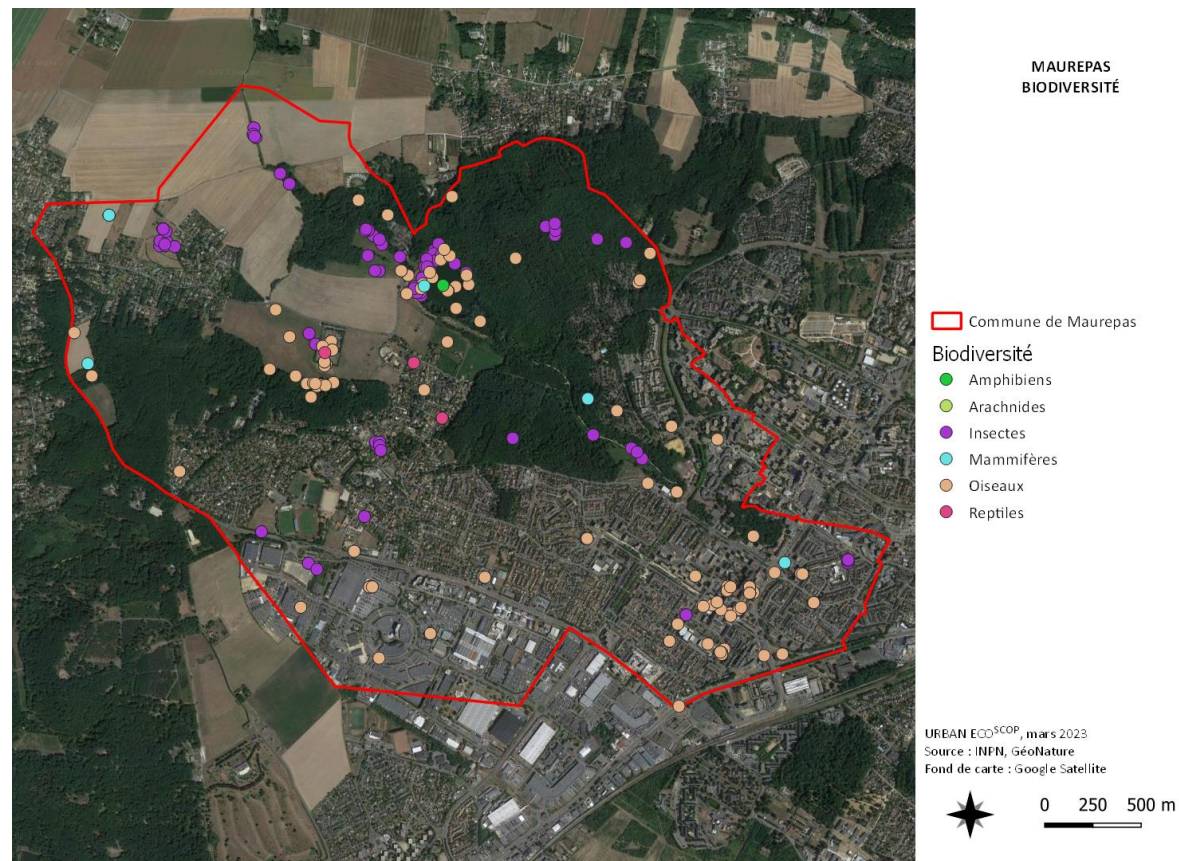 MAUREPAS
BIODIVERSITÉ
Commune de Maurepas
Biodiversité
Amphibiens
Arachnides
Insectes
Mammifères
Oiseaux
Reptiles
URBAN ECOSCOP, mars 2023
Source : INPN, GéoNature
Fond de carte : Google Satellite
0 250 500 m